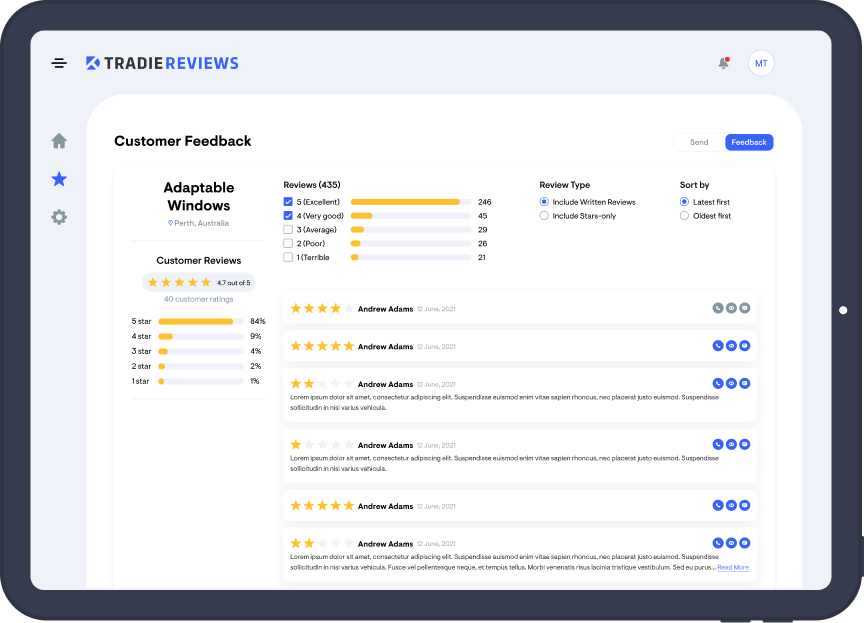 TRADIEREVIEWS
MT
Customer Feedback
Send
Feedback
Adaptable
Windows
Perth, Australia
Customer Reviews
4.7 out of 5
40 customer ratings
5 star 84%
4 star 9%
3 star 4%
2 star 2%
1 star 1%
Reviews (435)
5 (Excellent) 246
4 (Very good) 45
3 (Average) 29
2 (Poor) 26
1 (Terrible 21
Review Type
Include Written Reviews
Include Stars-only
Sort by
Latest first
Oldest first
Andrew Adams 12 June, 2021
Andrew Adams 12 June, 2021
Andrew Adams 12 June, 2021
Lorem ipsum dolor sit amet, consectetur adipiscing elit. Suspendisse euismod enim vitae sapien rhoncus, nec placerat justo euismod. Suspendisse
sollicitudin in nisi varius vehicula.
Andrew Adams 12 June, 2021
Lorem ipsum dolor sit amet, consectetur adipiscing elit. Suspendisse euismod enim vitae sapien rhoncus, nec placerat justo euismod. Suspendisse
sollicitudin in nisi varius vehicula.
Andrew Adams 12 June, 2021
Andrew Adams 12 June, 2021
Lorem ipsum dolor sit amet, consectetur adipiscing elit. Suspendisse euismod enim vitae sapien rhoncus, nec placerat justo euismod. Suspendisse
sollicitudin in nisi varius vehicula. Fusce vel pellentesque neque, et tempus tellus. Morbi venenatis risus lacinia tristique vestibulum. Sed eu purus... Read More